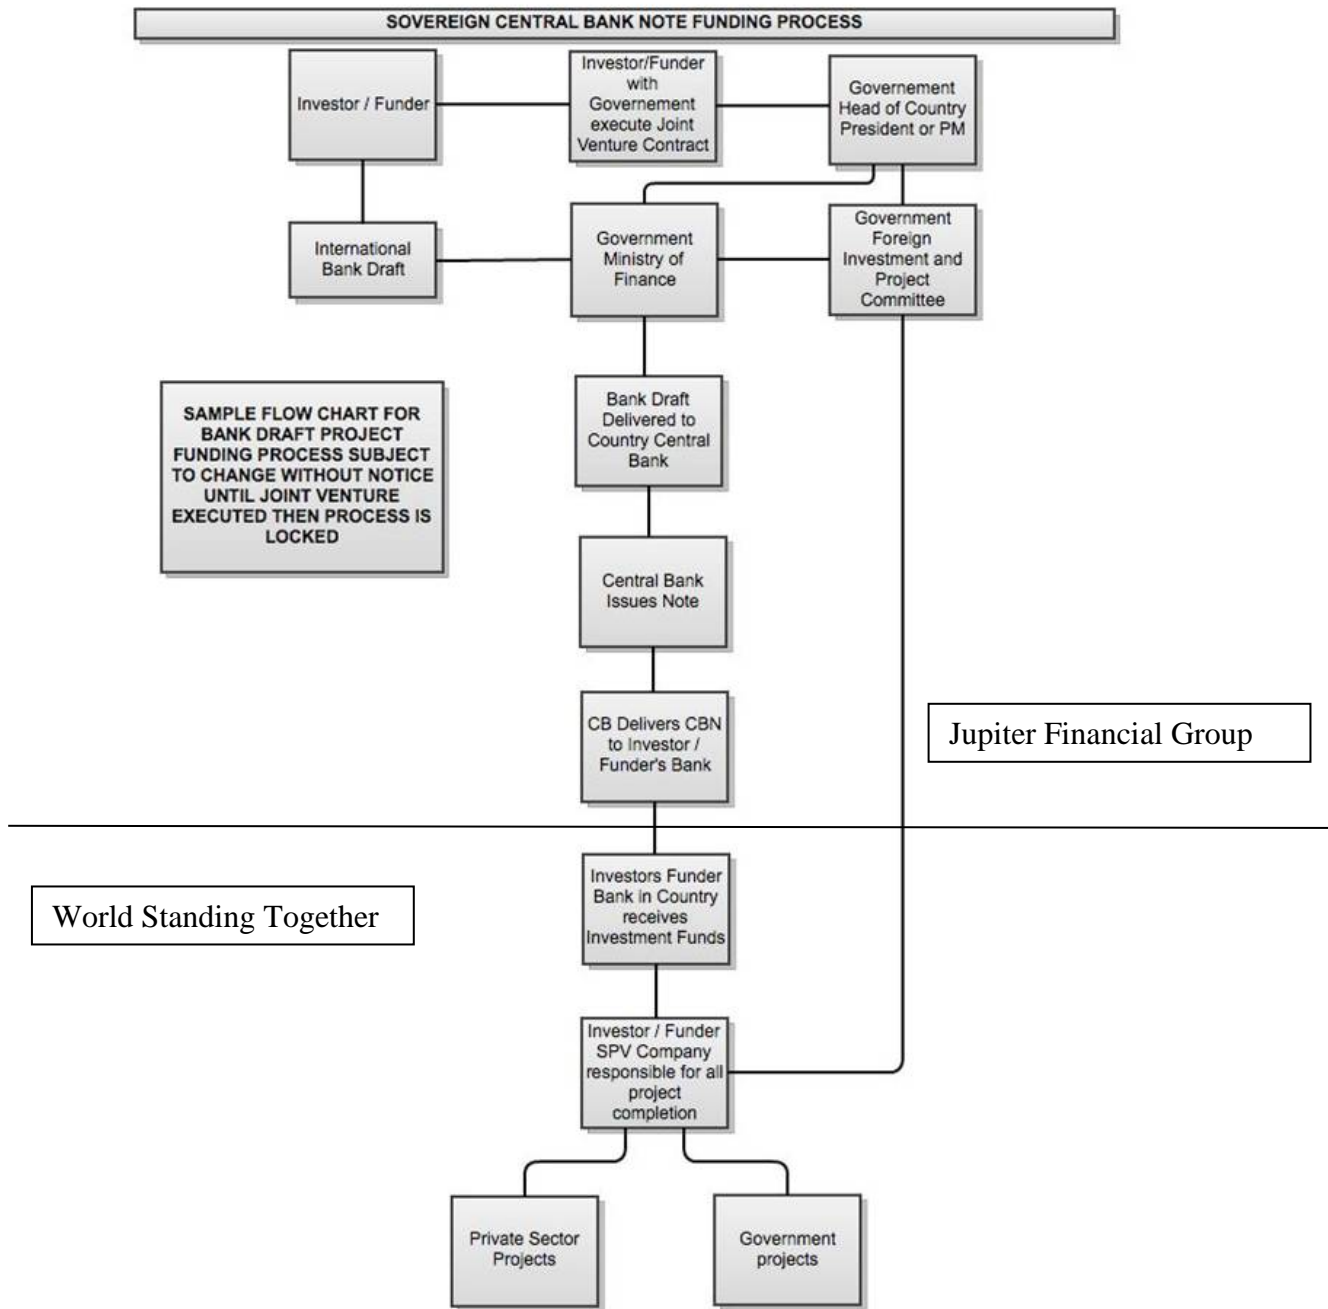 SOVEREIGN CENTRAL BANK NOTE FUNDING PROCESS
Investor / Funder
Investor/Funder
with
Governement
execute Joint
Venture Contract
Governement
Head of Country
President or PM
International
Bank Draft
Government
Ministry of
Finance
Government
Foreign
Investment and
Project
Committee
SAMPLE FLOW CHART FOR
BANK DRAFT PROJECT
FUNDING PROCESS SUBJECT
TO CHANGE WITHOUT NOTICE
UNTIL JOINT VENTURE
EXECUTED THEN PROCESS IS
LOCKED
Bank Draft
Delivered to
Country Central
Bank
Central Bank
Issues Note
CB Delivers CBN
to Investor /
Funder's Bank
Jupiter Financial Group
World Standing Together
Investors Funder
Bank in Country
receives
Investment Funds
Investor / Funder
SPV Company
responsible for all
project
completion
Private Sector
Projects
Government
projects